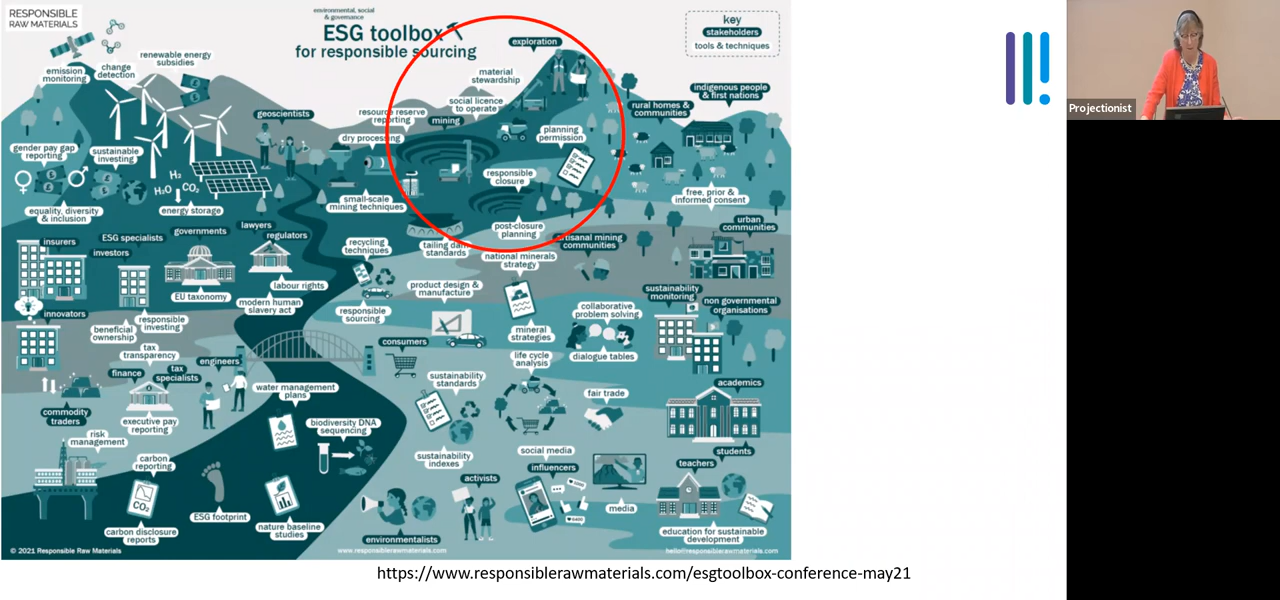 RESPONSIBLE
RAW MATERIALS
environmental, social
& governance
ESG toolbox
for responsible sourcing
key
stakeholders
tools & techniques
exploration
emission
monitoring
change
detection
renewable energy
subsidies
material
stewardship
social licence
to operate
resource reserve
reporting
mining
geoscientists
dry processing
planning
permission
rural homes &
communities
indigenous people
& first nations
gender pay gap
reporting
sustainable
investing
H₂
H₂O
CO₂
energy storage
equality, diversity
& inclusion
small-scale
mining techniques
responsible
closure
post-closure
planning
free, prior &
informed consent
urban
communities
insurers
ESG specialists
investors
governments
lawyers
regulators
EU taxonomy
labour rights
modern human
slavery act
recycling
techniques
tailing dam
standards
artisanal mining
communities
national minerals
strategy
product design &
manufacture
responsible
sourcing
innovators
beneficial
ownership
responsible
investing
tax
transparency
finance
tax
specialists
engineers
consumers
mineral
strategies
collaborative
problem solving
dialogue tables
sustainability
monitoring
non governmental
organisations
life cycle
analysis
sustainability
standards
fair trade
academics
commodity
traders
executive pay
reporting
water management
plans
biodiversity DNA
sequencing
risk
management
carbon
reporting
CO₂
carbon disclosure
reports
ESG footprint
nature baseline
studies
sustainability
indexes
activists
environmentalists
social media
influencers
media
students
teachers
education for sustainable
development
© 2021 Responsible Raw Materials
www.responsiblerawmaterials.com
hello@responsiblerawmaterials.com
https://www.responsiblerawmaterials.com/esgtoolbox-conference-may21
Projectionist